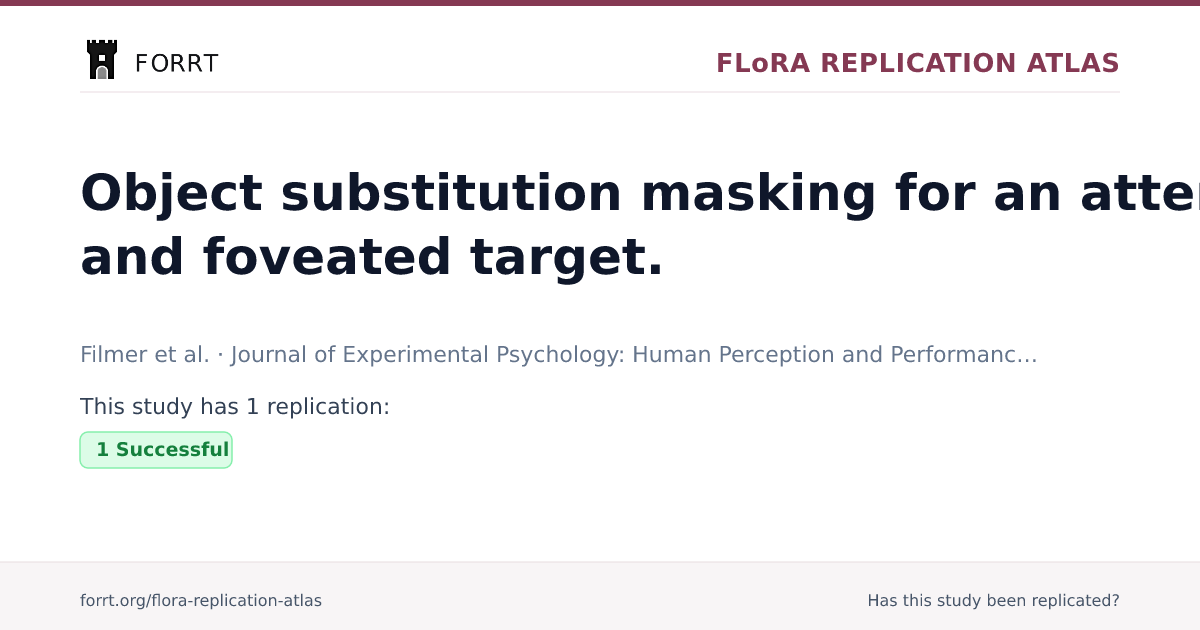 FORRT
FLoRA REPLICATION ATLAS
Object substitution masking for an
and foveated target.
Filmer et al. · Journal of Experimental Psychology: Human Perception and Performanc…
This study has 1 replication:
1 Successful
forrt.org/flora-replication-atlas
Has this study been replicated?